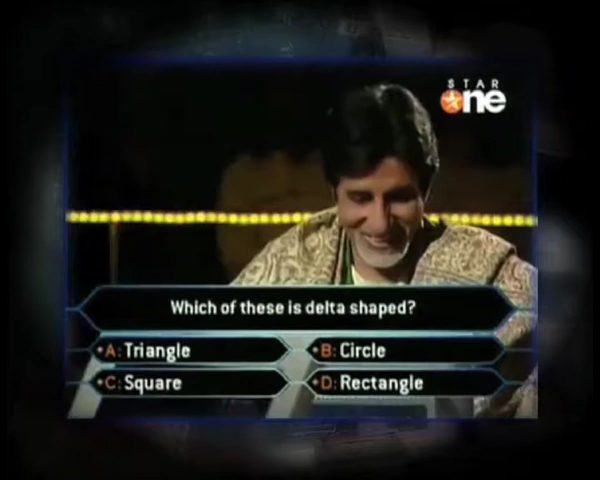 STAR
one
Which of these is delta shaped?
A: Triangle
B: Circle
C: Square
D: Rectangle